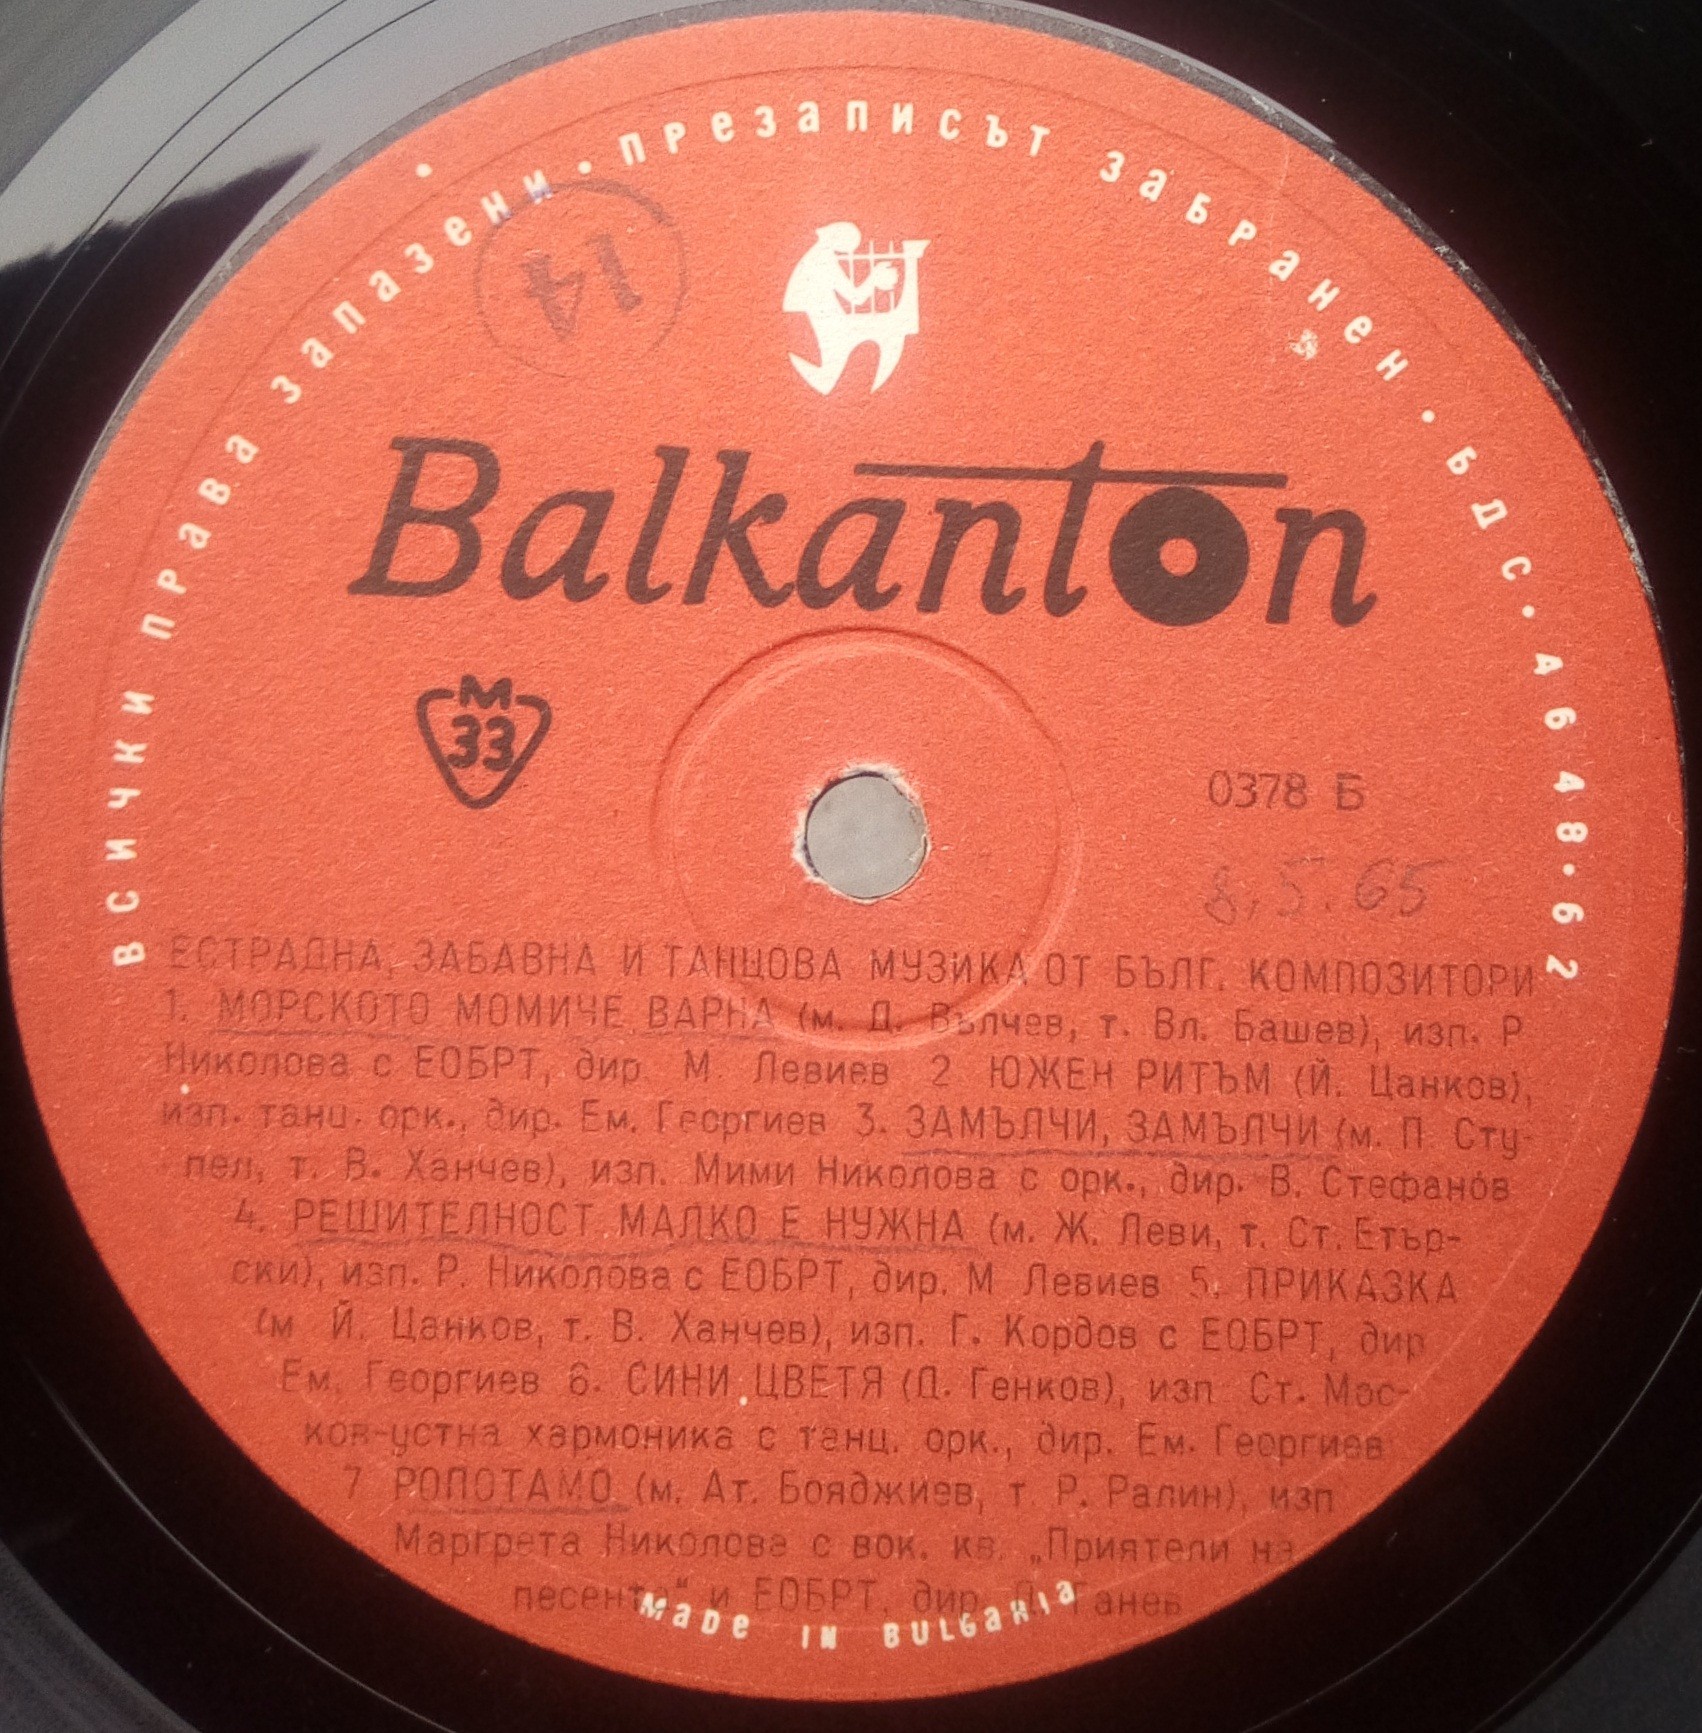 ВСИЧКИ ПРАВА ЗАПАЗЕНИ · ПРЕЗАПИСЪТ ЗАБРАНЕН · БДС · А 648 · 62
14
Balkanton
М
33
0378 Б
8.5.65
ЕСТРАДНА, ЗАБАВНА И ТАНЦОВА МУЗИКА ОТ БЪЛГ. КОМПОЗИТОРИ
1. МОРСКОТО МОМИЧЕ ВАРНА (м. Д. Вълчев, т. Вл. Башев), изп. Р
Николова с ЕОБРТ, дир. М. Левиев 2 ЮЖЕН РИТЪМ (Й. Цанков),
изп. танц. орк., дир. Ем. Георгиев 3. ЗАМЪЛЧИ, ЗАМЪЛЧИ (м. П. Сту-
пел, т. В. Ханчев), изп. Мими Николова с орк., дир. В. Стефанов
4. РЕШИТЕЛНОСТ МАЛКО Е НУЖНА (м. Ж. Леви, т. Ст. Етър-
ски), изп. Р. Николова с ЕОБРТ, дир. М Левиев 5. ПРИКАЗКА
(м Й. Цанков, т. В. Ханчев), изп. Г. Кордов с ЕОБРТ, дир
Ем. Георгиев 6. СИНИ ЦВЕТЯ (Д. Генков), изп Ст. Мос-
ков-устна хармоника с танц. орк., дир. Ем. Георгиев
7 РОПОТАМО (м. Ат. Бояджиев, т. Р. Ралин), изп
Маргрета Николова с вок. кв. „Приятели на
песента“ и ЕОБРТ, дир. Ганев
MADE IN BULGARIA